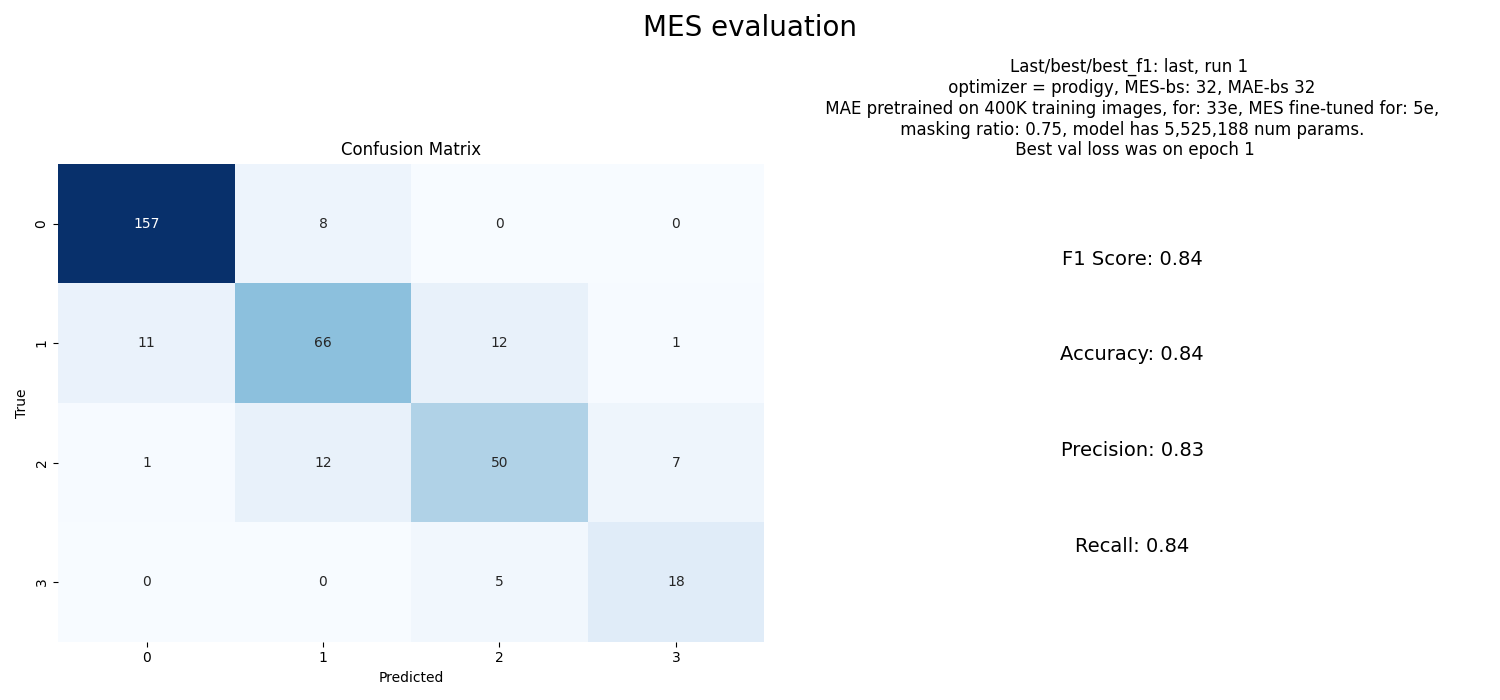 MES evaluation
Last/best/best_f1: last, run 1
optimizer = prodigy, MES-bs: 32, MAE-bs 32
MAE pretrained on 400K training images, for: 33e, MES fine-tuned for: 5e,
masking ratio: 0.75, model has 5,525,188 num params.
Best val loss was on epoch 1
Confusion Matrix
True
0 157 8 0 0
1 11 66 12 1
2 1 12 50 7
3 0 0 5 18
0 1 2 3
Predicted
F1 Score: 0.84
Accuracy: 0.84
Precision: 0.83
Recall: 0.84